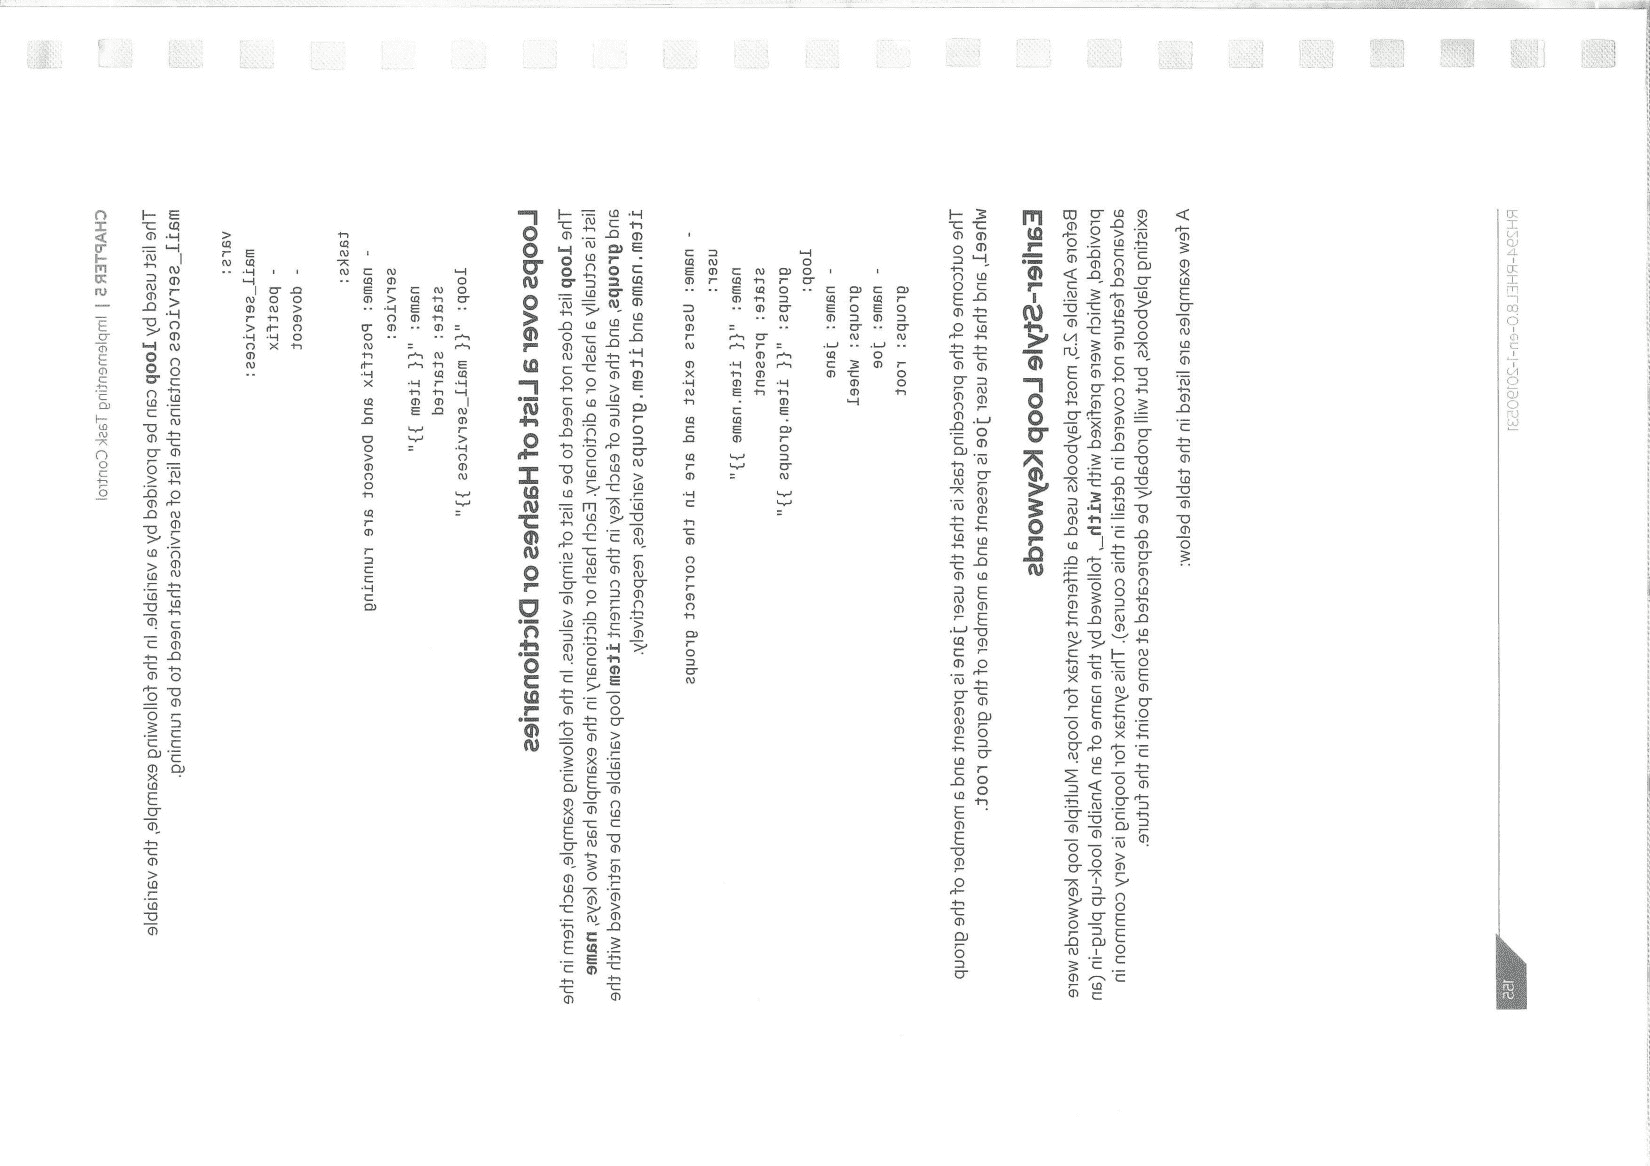 CHAPTER 5 | Implementing Task Control
The list used by loop can be provided by a variable. In the following example, the variable
mail_services contains the list of services that need to be running.
vars:
  mail_services:
    - postfix
    - dovecot
tasks:
  - name: Postfix and Dovecot are running
    service:
      name: "{{ item }}"
      state: started
    loop: "{{ mail_services }}"
Loops over a List of Hashes or Dictionaries
The loop list does not need to be a list of simple values. In the following example, each item in the
list is actually a hash or a dictionary. Each hash or dictionary in the example has two keys, name
and groups, and the value of each key in the current item loop variable can be retrieved with the
item.name and item.groups variables, respectively.
- name: Users exist and are in the correct groups
  user:
    name: "{{ item.name }}"
    state: present
    groups: "{{ item.groups }}"
  loop:
    - name: jane
      groups: wheel
    - name: joe
      groups: root
The outcome of the preceding task is that the user jane is present and a member of the group
wheel, and that the user joe is present and a member of the group root.
Earlier-Style Loop Keywords
Before Ansible 2.5, most playbooks used a different syntax for loops. Multiple loop keywords were
provided, which were prefixed with with_, followed by the name of an Ansible look-up plug-in (an
advanced feature not covered in detail in this course). This syntax for looping is very common in
existing playbooks, but will probably be deprecated at some point in the future.
A few examples are listed in the table below:
RH294-RHEL8.0-en-1-20190531
155